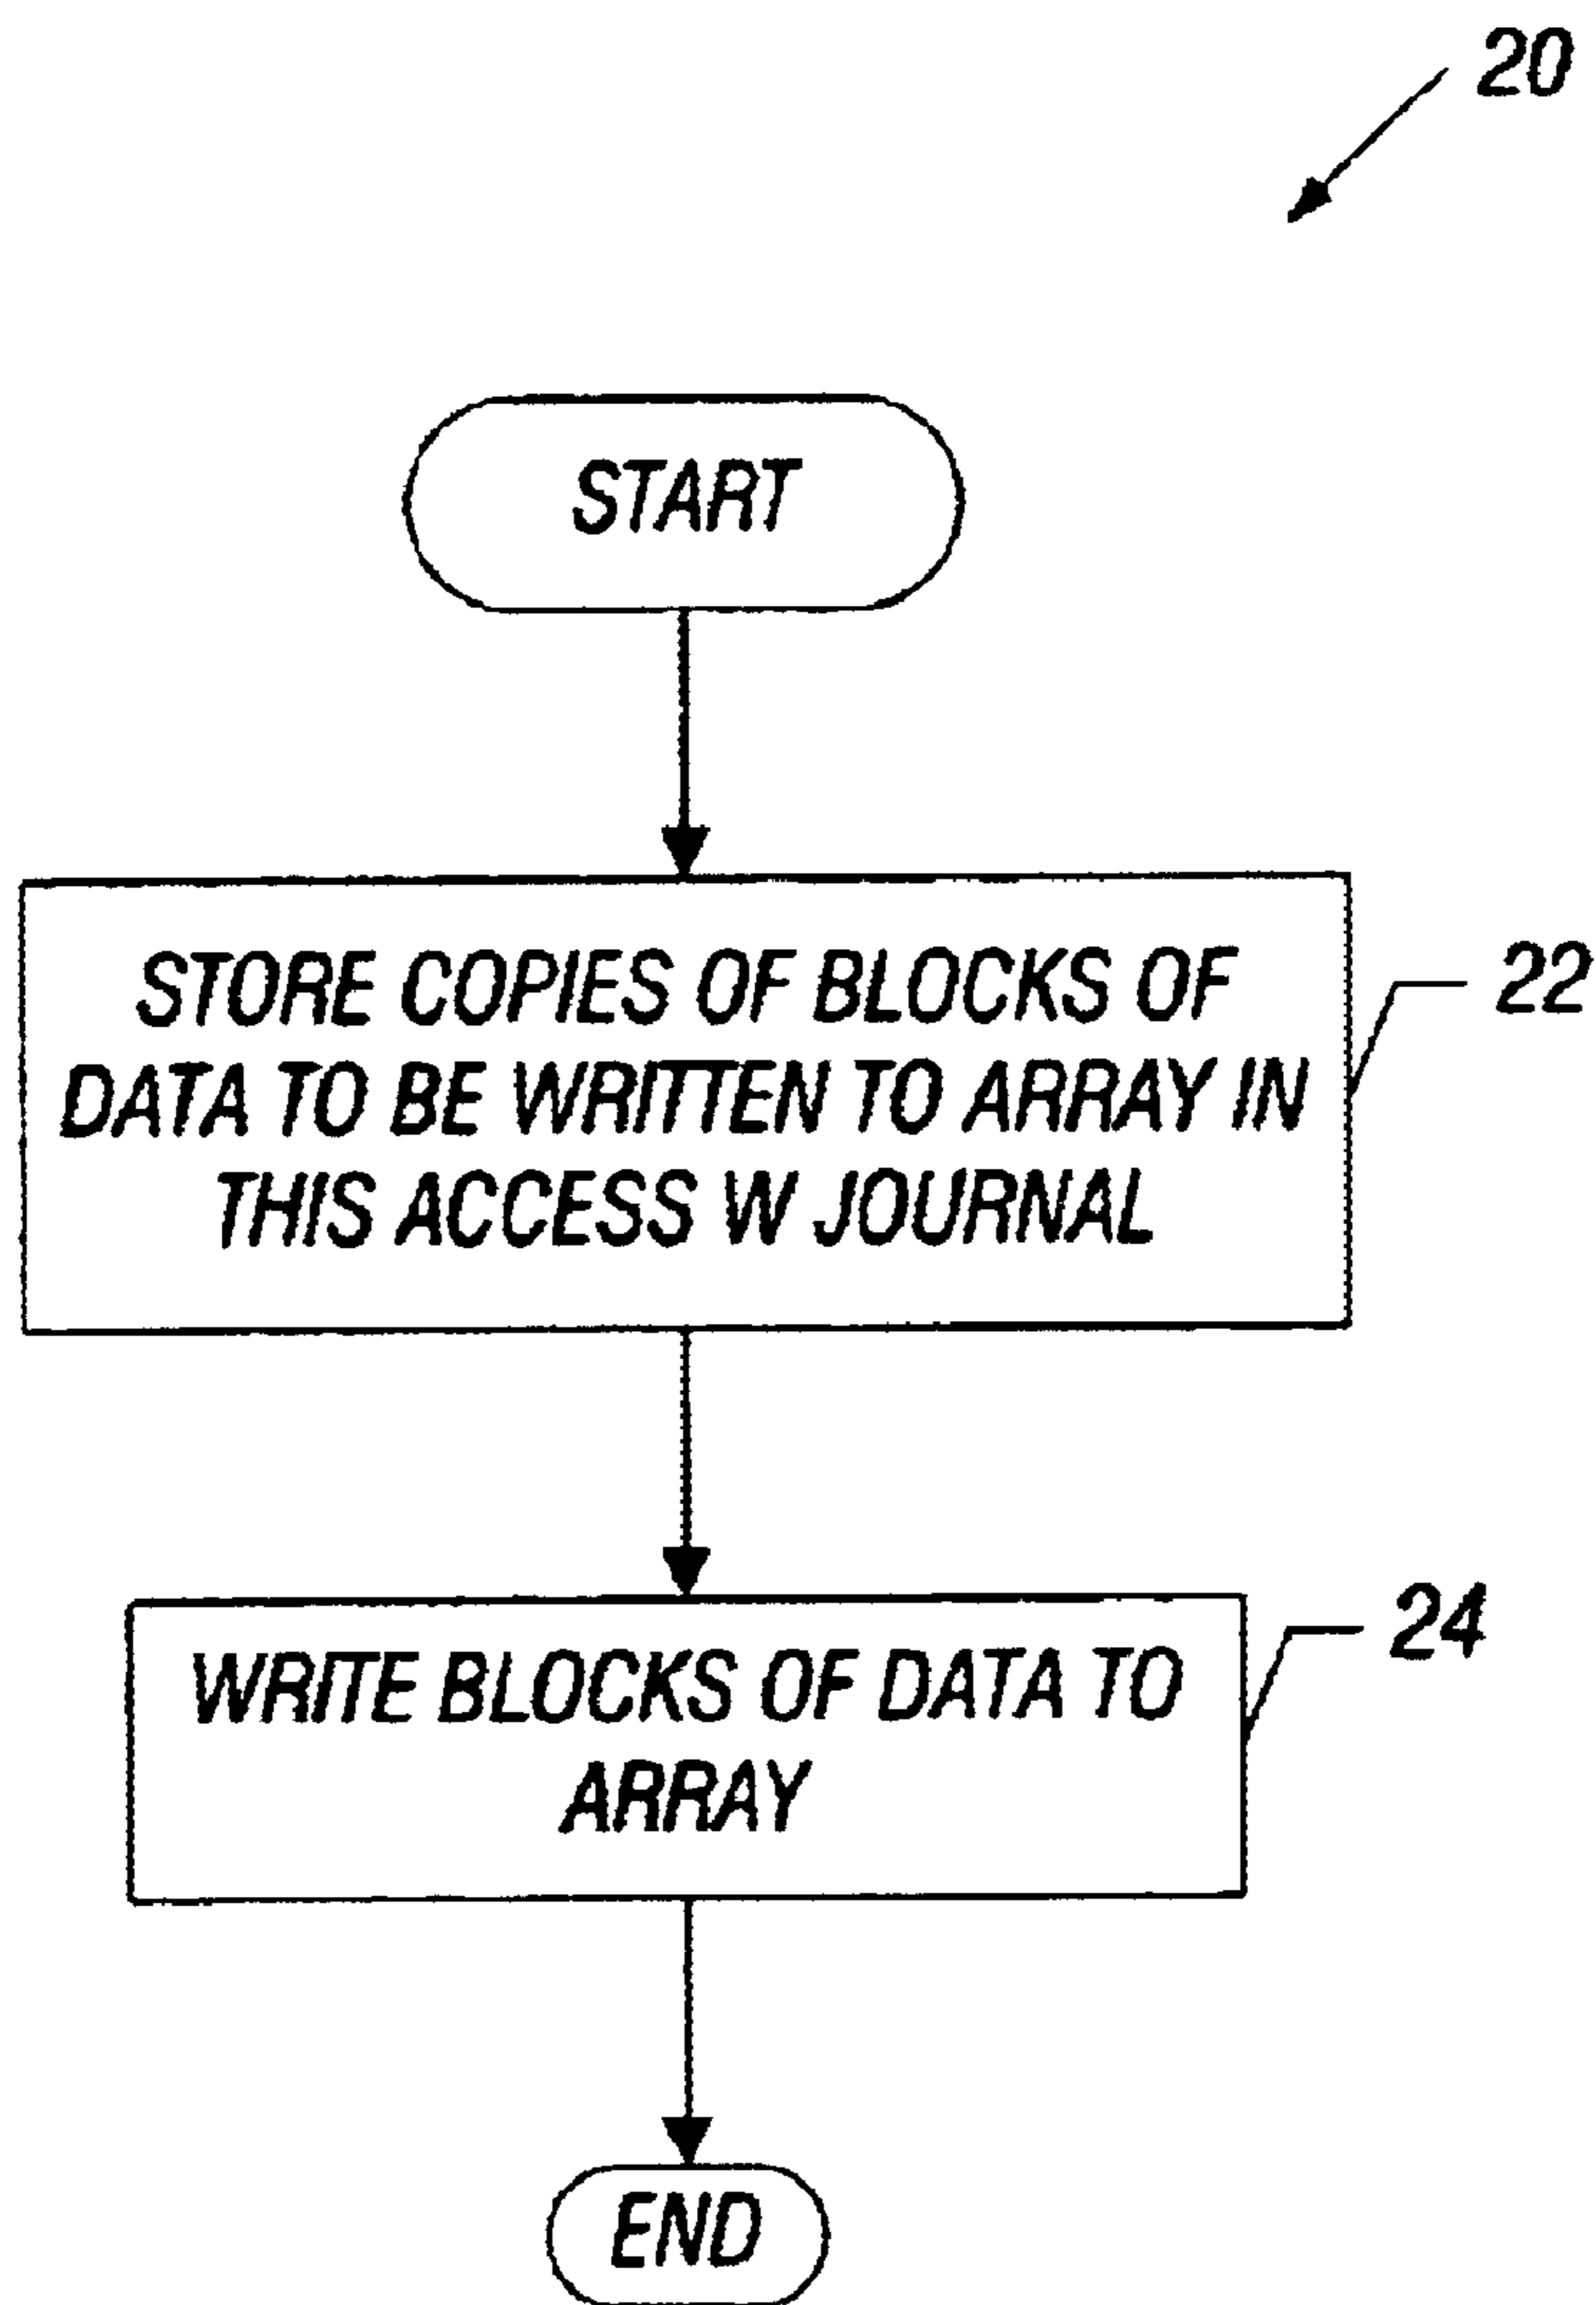 20
START
STORE COPIES OF BLOCKS OF
DATA TO BE WRITTEN TO ARRAY IN
THIS ACCESS W JOURNAL
22
WRITE BLOCKS OF DATA TO
ARRAY
24
END